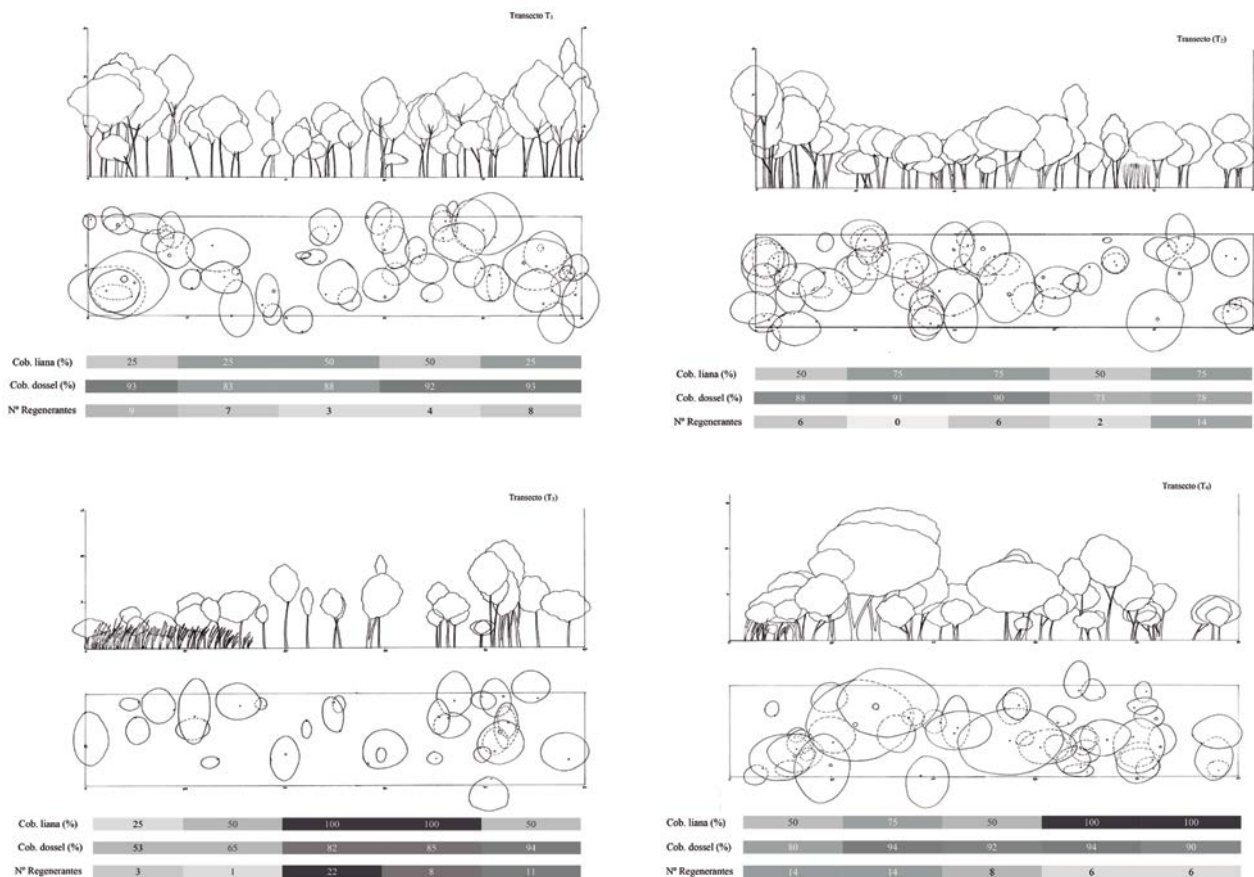 Transecto T₁
Cob. liana (%) 25 25 50 50 25
Cob. dossel (%) 93 83 88 92 93
Nº Regenerantes 9 7 3 4 8
Transecto (T₂)
Cob. liana (%) 50 75 75 50 75
Cob. dossel (%) 88 91 90 73 78
Nº Regenerantes 6 0 6 2 14
Cob. liana (%) 25 50 100 100 50
Cob. dossel (%) 53 65 82 85 94
Nº Regenerantes 3 1 22 8 11
Cob. liana (%) 50 75 50 100 100
Cob. dossel (%) 80 94 92 94 90
Nº Regenerantes 14 14 8 6 6